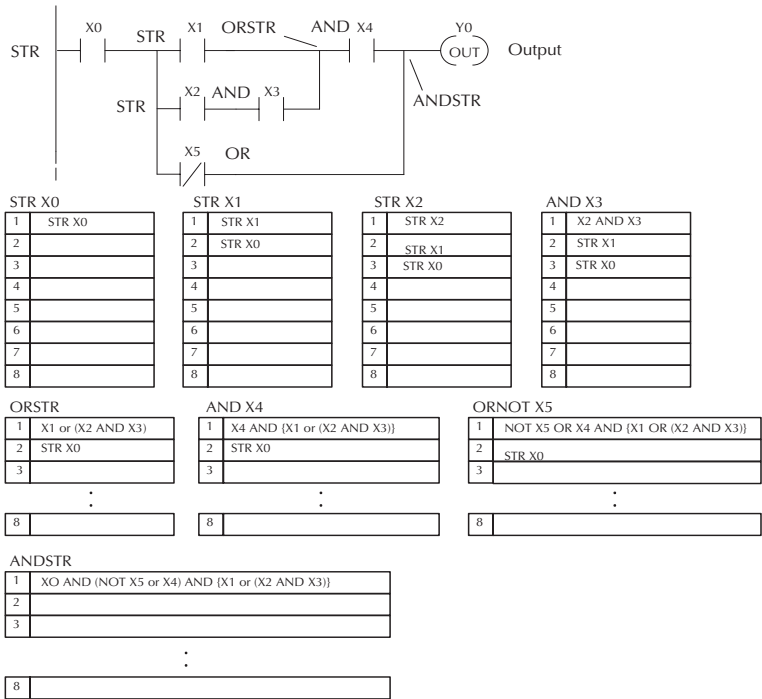 X0
STR
X1
ORSTR
AND
X4
Y0
STR
OUT
Output
STR
X2
AND
X3
ANDSTR
X5
OR
STR X0
1 STR X0
2
3
4
5
6
7
8
STR X1
1 STR X1
2 STR X0
3
4
5
6
7
8
STR X2
1 STR X2
2 STR X1
3 STR X0
4
5
6
7
8
AND X3
1 X2 AND X3
2 STR X1
3 STR X0
4
5
6
7
8
ORSTR
1 X1 or (X2 AND X3)
2 STR X0
3
8
AND X4
1 X4 AND {X1 or (X2 AND X3)}
2 STR X0
3
8
ORNOT X5
1 NOT X5 OR X4 AND {X1 OR (X2 AND X3)}
2 STR X0
3
8
ANDSTR
1 XO AND (NOT X5 or X4) AND {X1 or (X2 AND X3)}
2
3
8